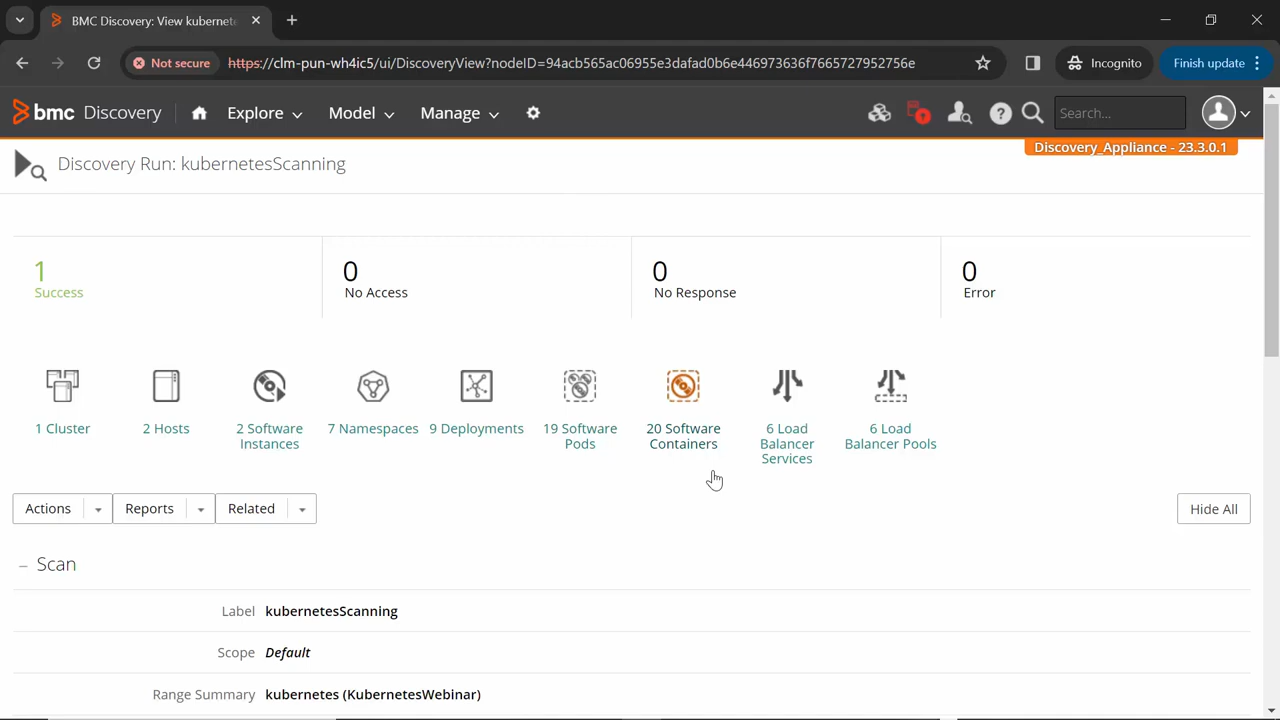 BMC Discovery: View kubernete
Not secure
https://clm-pun-wh4ic5/ui/DiscoveryView?nodeID=94acb565ac06955e3dafad0b6e446973636f7665727952756e
Incognito
Finish update
bmc Discovery
Explore
Model
Manage
Search...
Discovery_Appliance - 23.3.0.1
Discovery Run: kubernetesScanning
1
Success
0
No Access
0
No Response
0
Error
1 Cluster
2 Hosts
2 Software
Instances
7 Namespaces
9 Deployments
19 Software
Pods
20 Software
Containers
6 Load
Balancer
Services
6 Load
Balancer Pools
Actions
Reports
Related
Hide All
Scan
Label kubernetesScanning
Scope Default
Range Summary kubernetes (KubernetesWebinar)